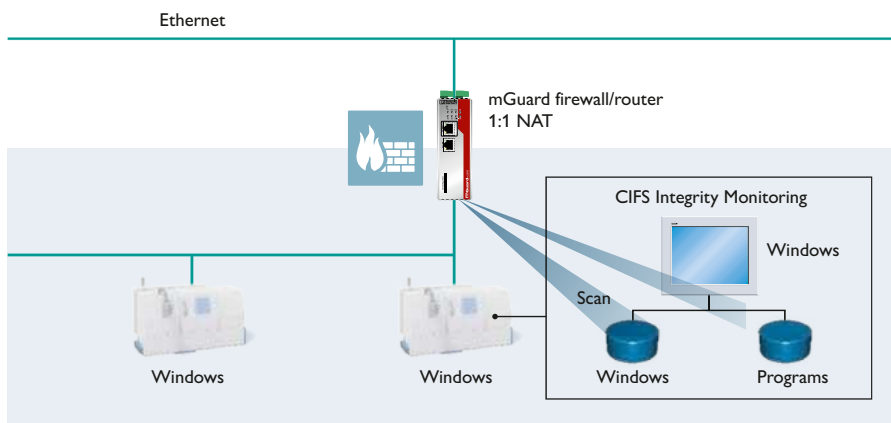 Ethernet
mGuard firewall/router
1:1 NAT
CIFS Integrity Monitoring
Windows
Scan
Windows
Windows
Windows
Programs